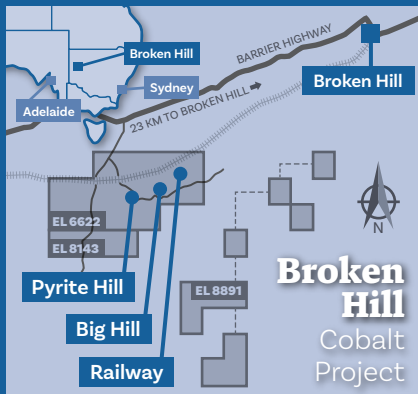 Broken Hill
Sydney
Adelaide
BARRIER HIGHWAY
Broken Hill
23 KM TO BROKEN HILL
EL 6622
EL 8143
EL 8891
N
Pyrite Hill
Big Hill
Railway
Broken
Hill
Cobalt
Project